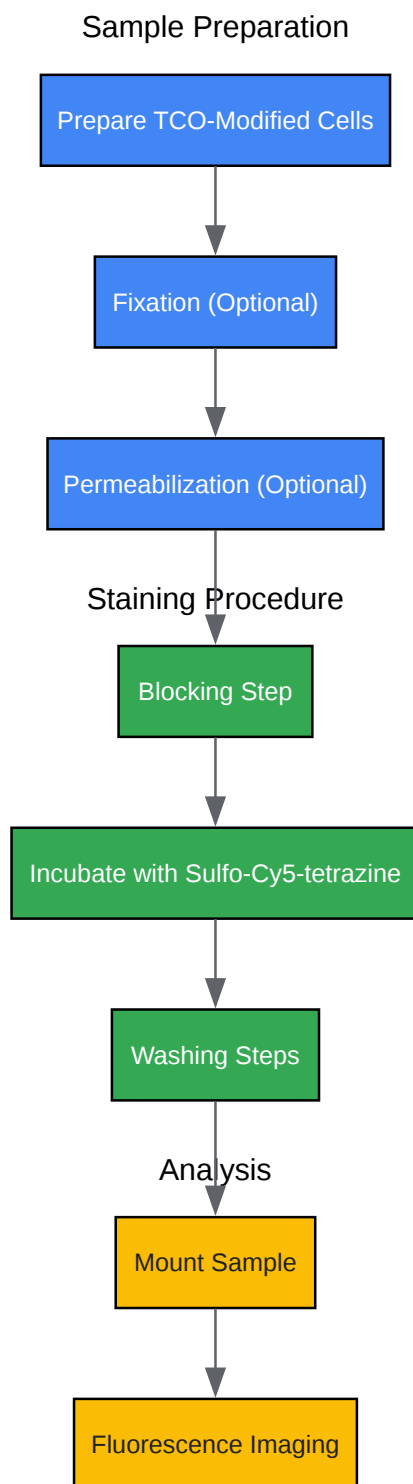 Sample Preparation
Prepare TCO-Modified Cells
Fixation (Optional)
Permeabilization (Optional)
Staining Procedure
Blocking Step
Incubate with Sulfo-Cy5-tetrazine
Washing Steps
Analysis
Mount Sample
Fluorescence Imaging